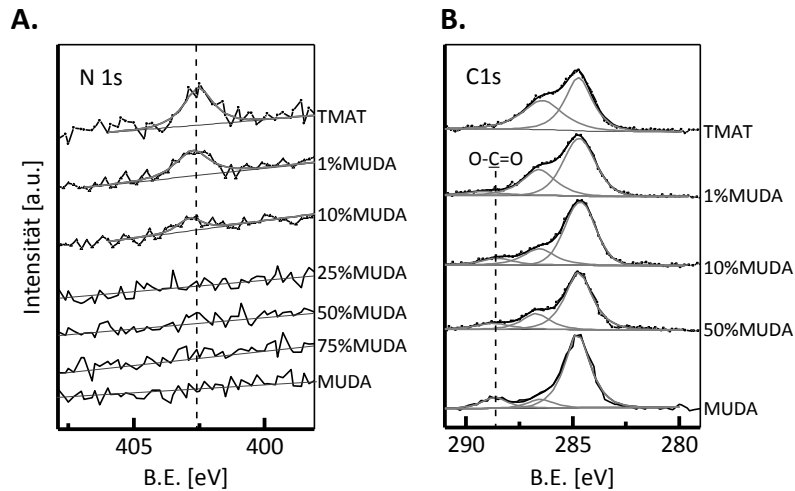 A.
N 1s
TMAT
1%MUDA
10%MUDA
25%MUDA
50%MUDA
75%MUDA
MUDA
Intensität [a.u.]
405
400
B.E. [eV]
B.
C1s
O-C=O
TMAT
1%MUDA
10%MUDA
50%MUDA
MUDA
290
285
280
B.E. [eV]